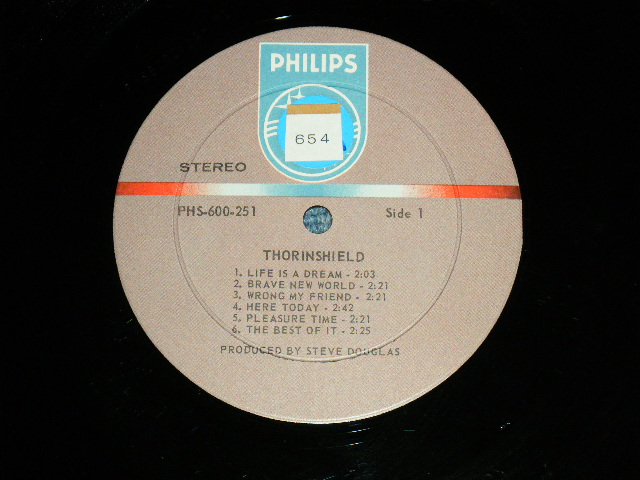 PHILIPS
654
STEREO
PHS-600-251 Side 1
THORINSHIELD
1. LIFE IS A DREAM - 2:03
2. BRAVE NEW WORLD - 2:21
3. WRONG MY FRIEND - 2:21
4. HERE TODAY - 2:42
5. PLEASURE TIME - 2:21
6. THE BEST OF IT - 2:25
PRODUCED BY STEVE DOUGLAS